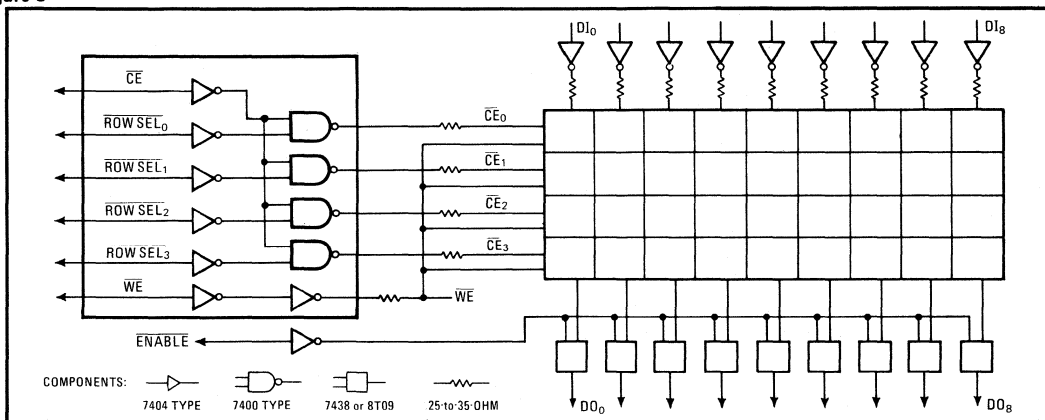 DI0 DI8
CE
ROW SEL0 CE0
ROW SEL1 CE1
ROW SEL2 CE2
ROW SEL3 CE3
WE WE
ENABLE
COMPONENTS:
7404 TYPE 7400 TYPE 7438 or 8T09 25-to-35-OHM DO0 DO8